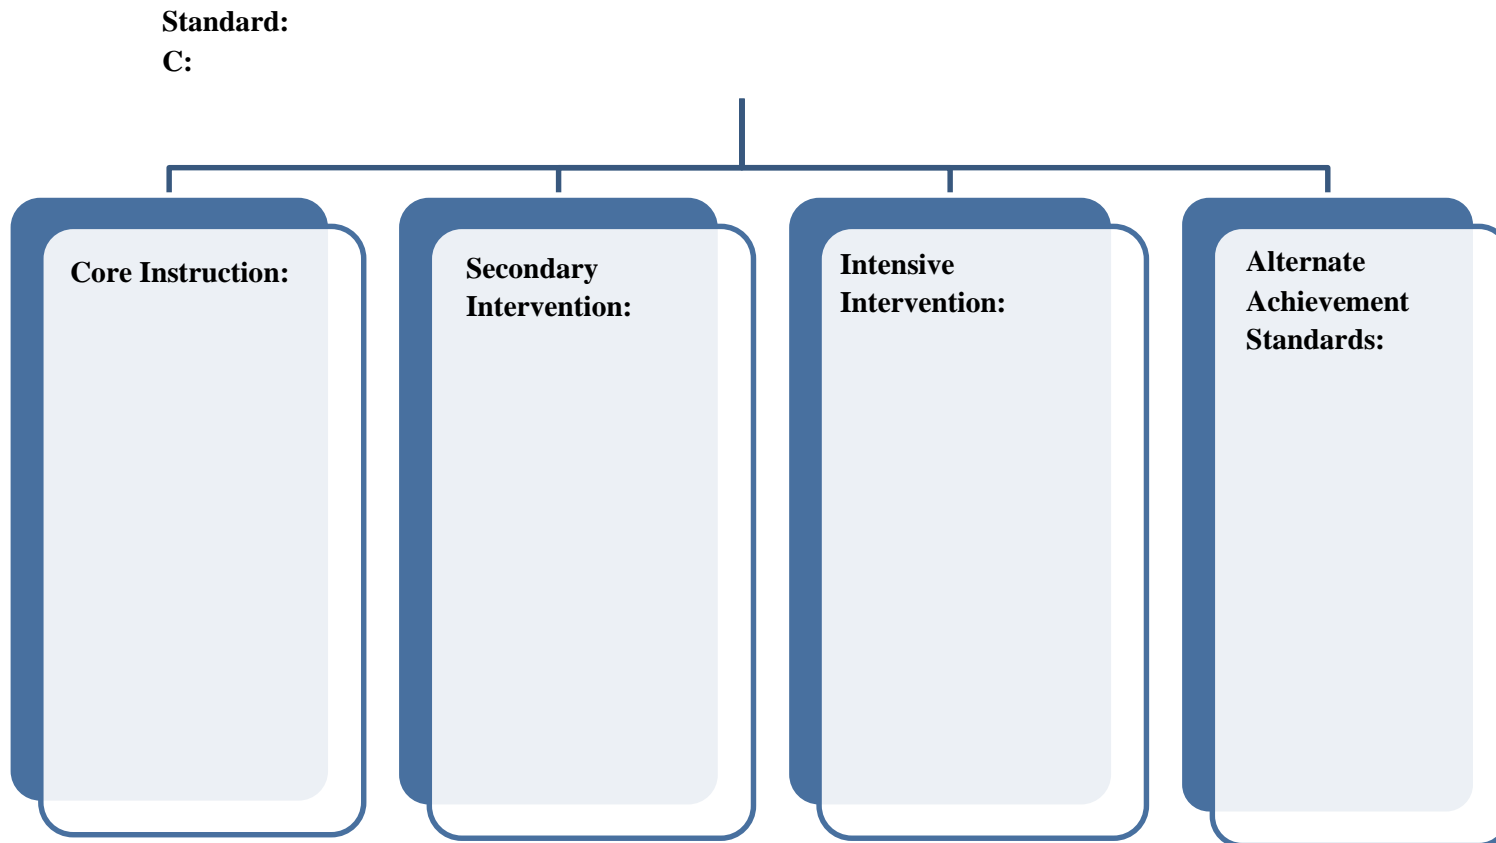 Standard:
C:
Core Instruction:
Secondary
Intervention:
Intensive
Intervention:
Alternate
Achievement
Standards: